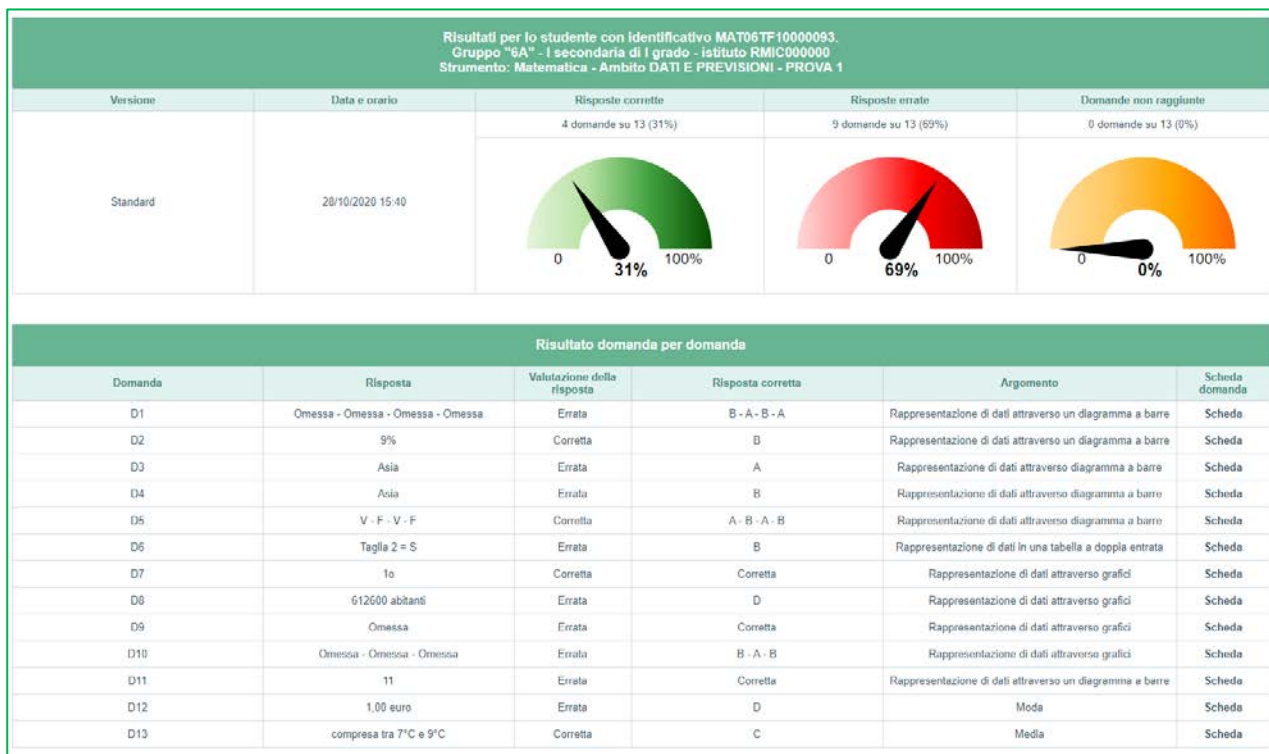 Risultati per lo studente con identificativo MAT06TF10000093.
Gruppo "6A" - I secondaria di I grado - istituto RMIC000000
Strumento: Matematica - Ambito DATI E PREVISIONI - PROVA 1
Versione Data e orario Risposte corrette Risposte errate Domande non raggiunte
4 domande su 13 (31%) 9 domande su 13 (69%) 0 domande su 13 (0%)
Standard 28/10/2020 15:40
0 31% 100% 0 69% 100% 0 0% 100%
Risultato domanda per domanda
Domanda Risposta Valutazione della risposta Risposta corretta Argomento Scheda domanda
D1 Omessa - Omessa - Omessa - Omessa Errata B - A - B - A Rappresentazione di dati attraverso un diagramma a barre Scheda
D2 9% Corretta B Rappresentazione di dati attraverso un diagramma a barre Scheda
D3 Asia Errata A Rappresentazione di dati attraverso diagramma a barre Scheda
D4 Asia Errata B Rappresentazione di dati attraverso diagramma a barre Scheda
D5 V - F - V - F Corretta A - B - A - B Rappresentazione di dati attraverso diagramma a barre Scheda
D6 Taglia 2 = S Errata B Rappresentazione di dati in una tabella a doppia entrata Scheda
D7 1o Corretta Corretta Rappresentazione di dati attraverso grafici Scheda
D8 612600 abitanti Errata D Rappresentazione di dati attraverso grafici Scheda
D9 Omessa Errata Corretta Rappresentazione di dati attraverso grafici Scheda
D10 Omessa - Omessa - Omessa Errata B - A - B Rappresentazione di dati attraverso grafici Scheda
D11 11 Errata Corretta Rappresentazione di dati attraverso un diagramma a barre Scheda
D12 1,00 euro Errata D Moda Scheda
D13 compresa tra 7°C e 9°C Corretta C Media Scheda